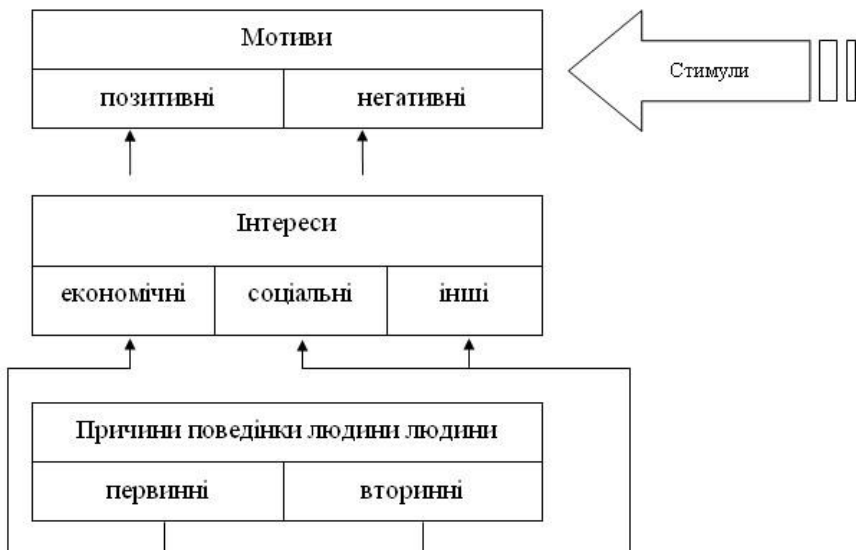 Мотиви
позитивні негативні
Стимули
Інтереси
економічні соціальні інші
Причини поведінки людини людини
первинні вторинні